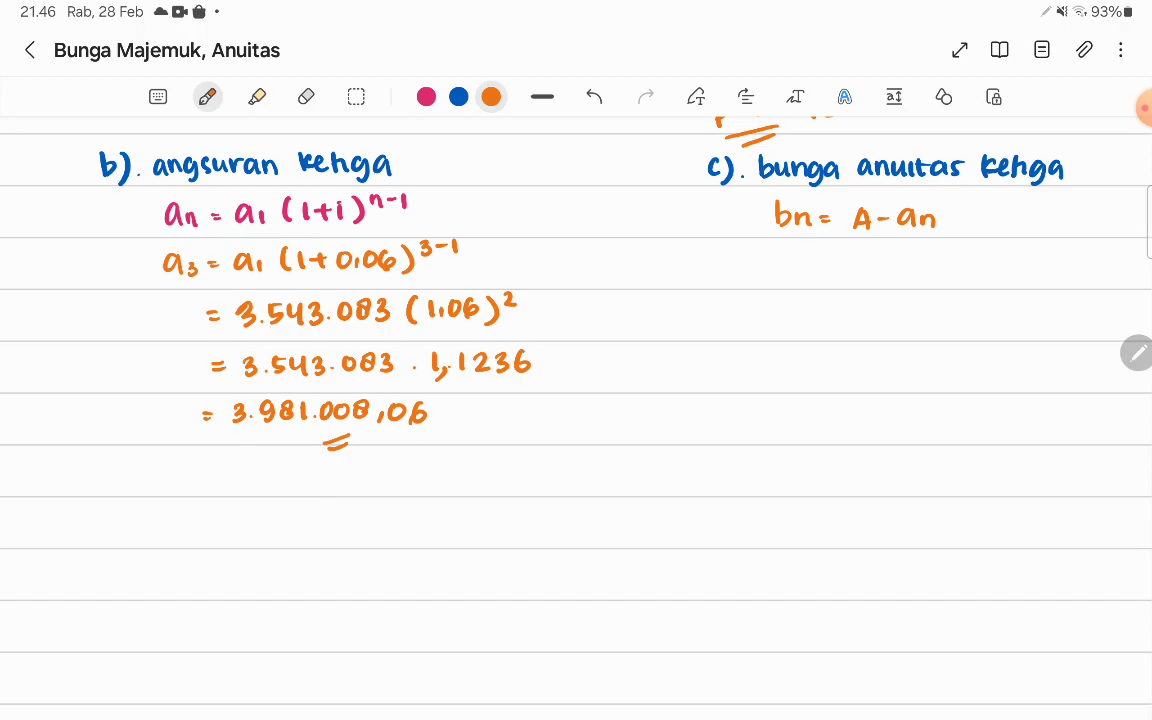 21.46 Rab, 28 Feb
93%
Bunga Majemuk, Anuitas
b). angsuran ketiga
an = a1 (1+i)^n-1
a3 = a1 (1+0,06)^3-1
= 3.543.083 (1,06)^2
= 3.543.083 . 1,1236
= 3.981.008,06
c). bunga anuitas ketiga
bn = A - an